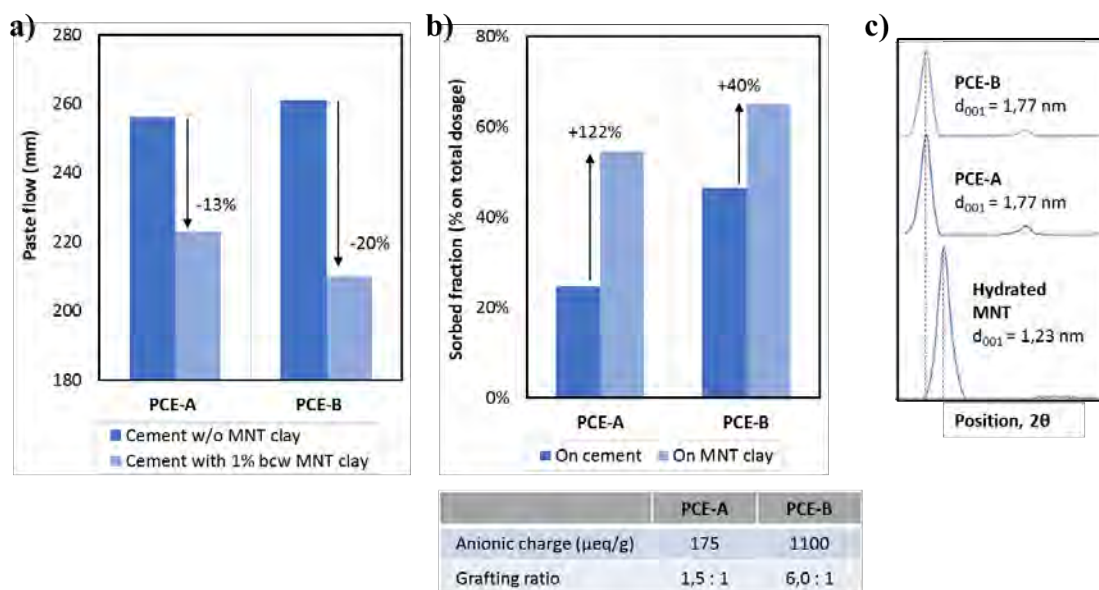 a)
280
260
240
220
200
180
Paste flow (mm)
-13%
-20%
PCE-A PCE-B
Cement w/o MNT clay
Cement with 1% bcw MNT clay
b)
80%
60%
40%
20%
0%
Sorbed fraction (% on total dosage)
+122%
+40%
PCE-A PCE-B
On cement On MNT clay
c)
PCE-B
d001 = 1,77 nm
PCE-A
d001 = 1,77 nm
Hydrated
MNT
d001 = 1,23 nm
Position, 2θ
PCE-A PCE-B
Anionic charge (µeq/g) 175 1100
Grafting ratio 1,5 : 1 6,0 : 1